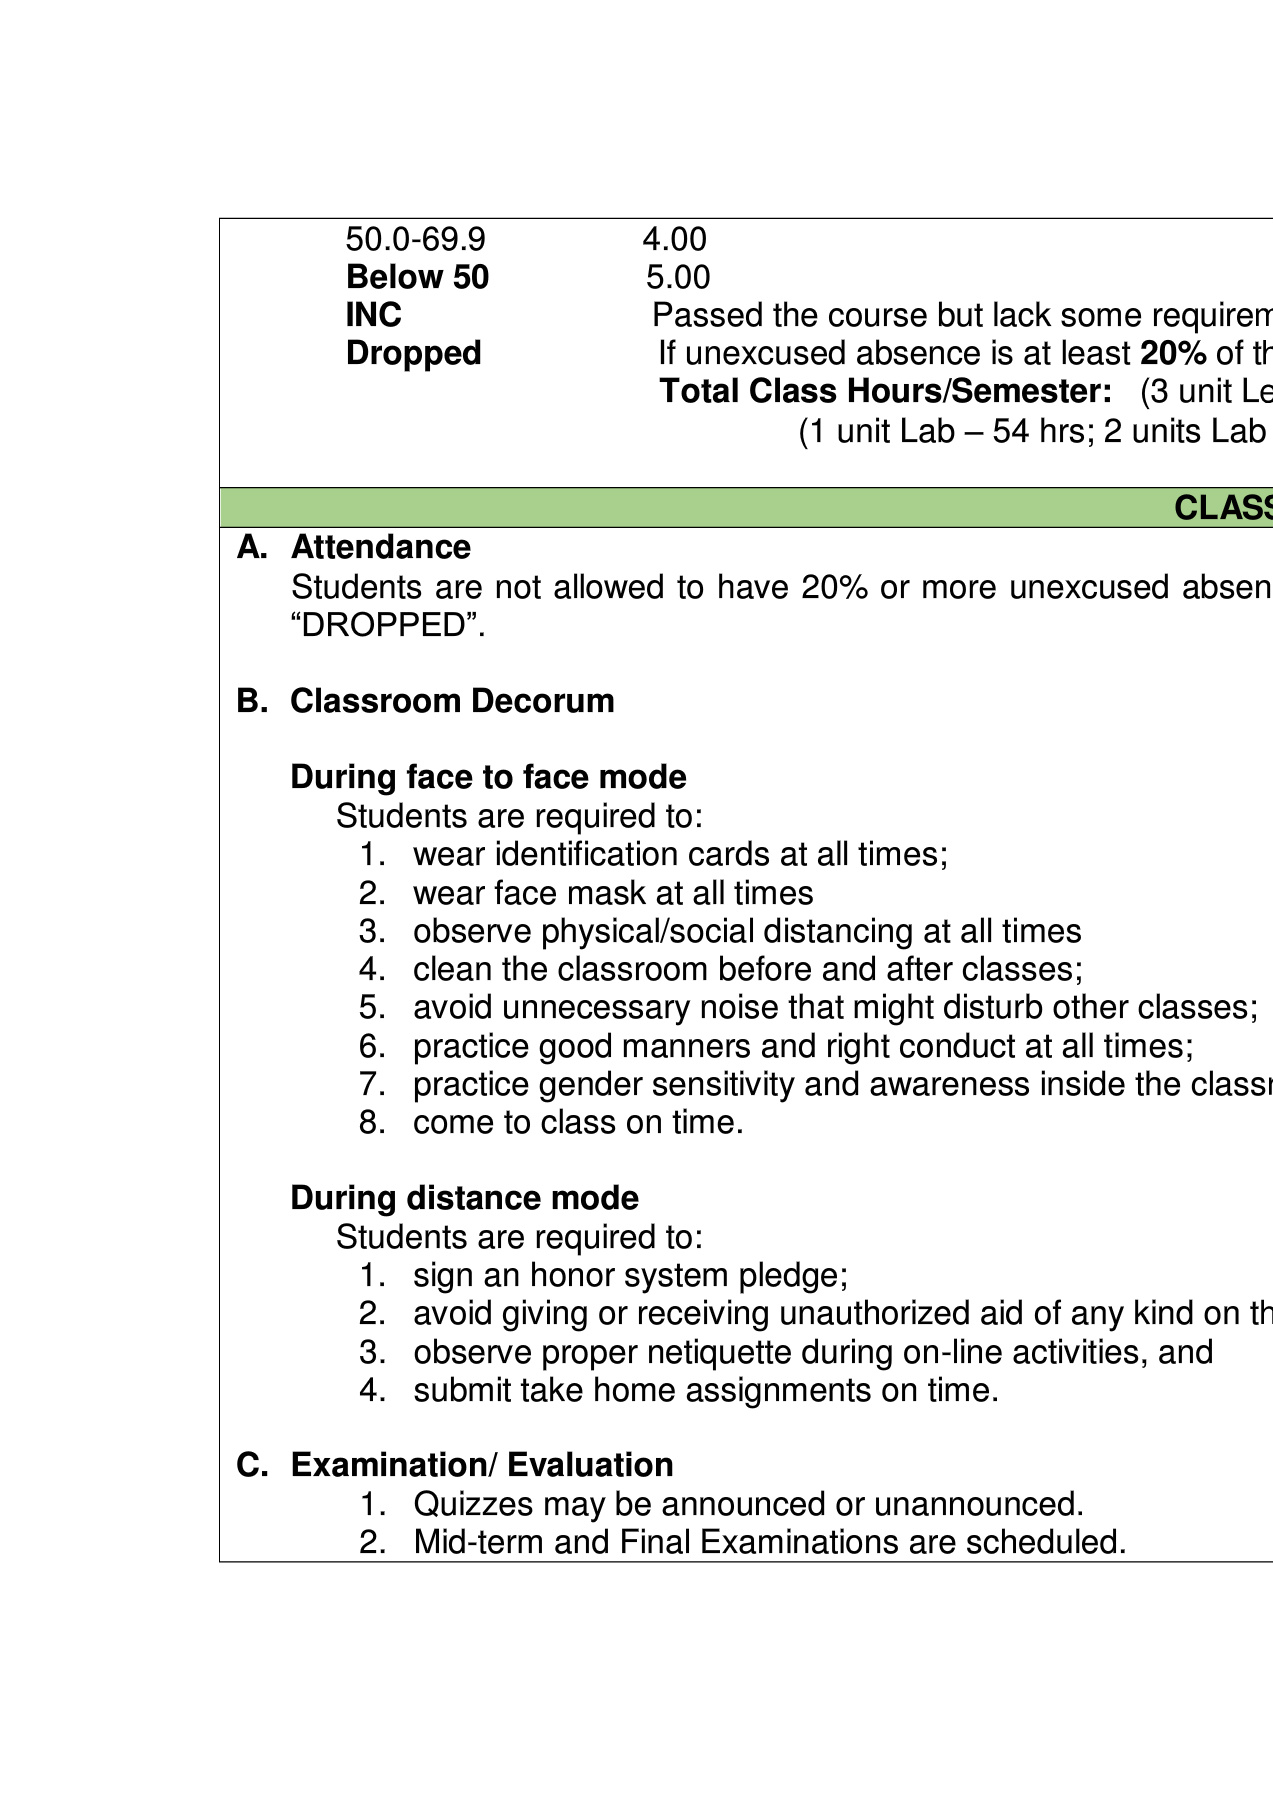 50.0-69.9 4.00
Below 50 5.00
INC Passed the course but lack some
Dropped If unexcused absence is at least 20% of
Total Class Hours/Semester: (3 unit
(1 unit Lab – 54 hrs; 2 units Lab
A. Attendance
Students are not allowed to have 20% or more unexcused
“DROPPED”.
B. Classroom Decorum
During face to face mode
Students are required to:
1. wear identification cards at all times;
2. wear face mask at all times
3. observe physical/social distancing at all times
4. clean the classroom before and after classes;
5. avoid unnecessary noise that might disturb other classes;
6. practice good manners and right conduct at all times;
7. practice gender sensitivity and awareness inside the
8. come to class on time.
During distance mode
Students are required to:
1. sign an honor system pledge;
2. avoid giving or receiving unauthorized aid of any kind on
3. observe proper netiquette during on-line activities, and
4. submit take home assignments on time.
C. Examination/ Evaluation
1. Quizzes may be announced or unannounced.
2. Mid-term and Final Examinations are scheduled.